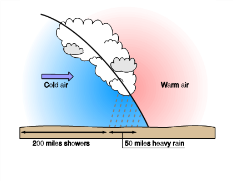 Cold air
Warm air
200 miles showers
50 miles heavy rain